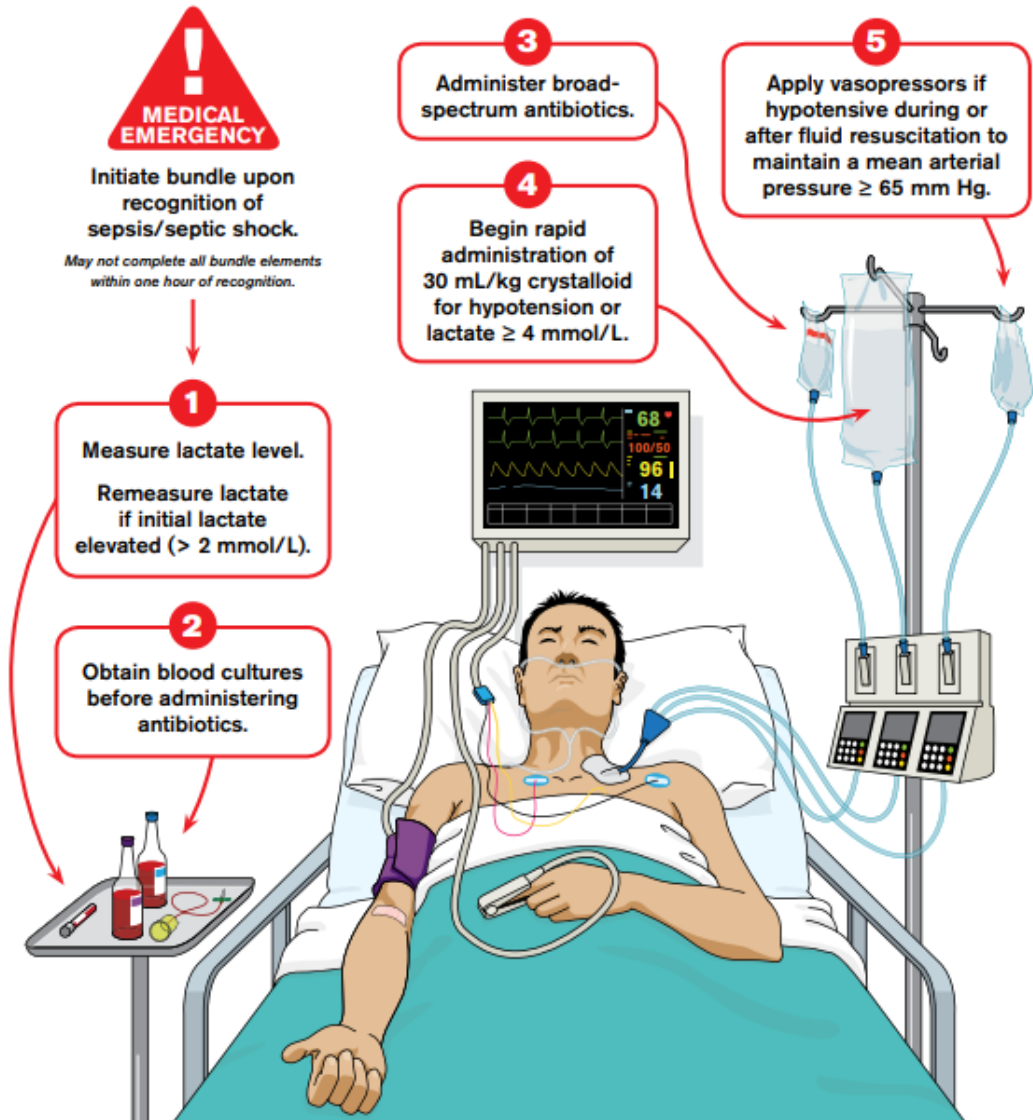 !
MEDICAL
EMERGENCY
Initiate bundle upon
recognition of
sepsis/septic shock.
May not complete all bundle elements
within one hour of recognition.
1
Measure lactate level.
Remeasure lactate
if initial lactate
elevated (> 2 mmol/L).
2
Obtain blood cultures
before administering
antibiotics.
3
Administer broad-
spectrum antibiotics.
4
Begin rapid
administration of
30 mL/kg crystalloid
for hypotension or
lactate ≥ 4 mmol/L.
5
Apply vasopressors if
hypotensive during or
after fluid resuscitation to
maintain a mean arterial
pressure ≥ 65 mm Hg.
68
100/50
96
14